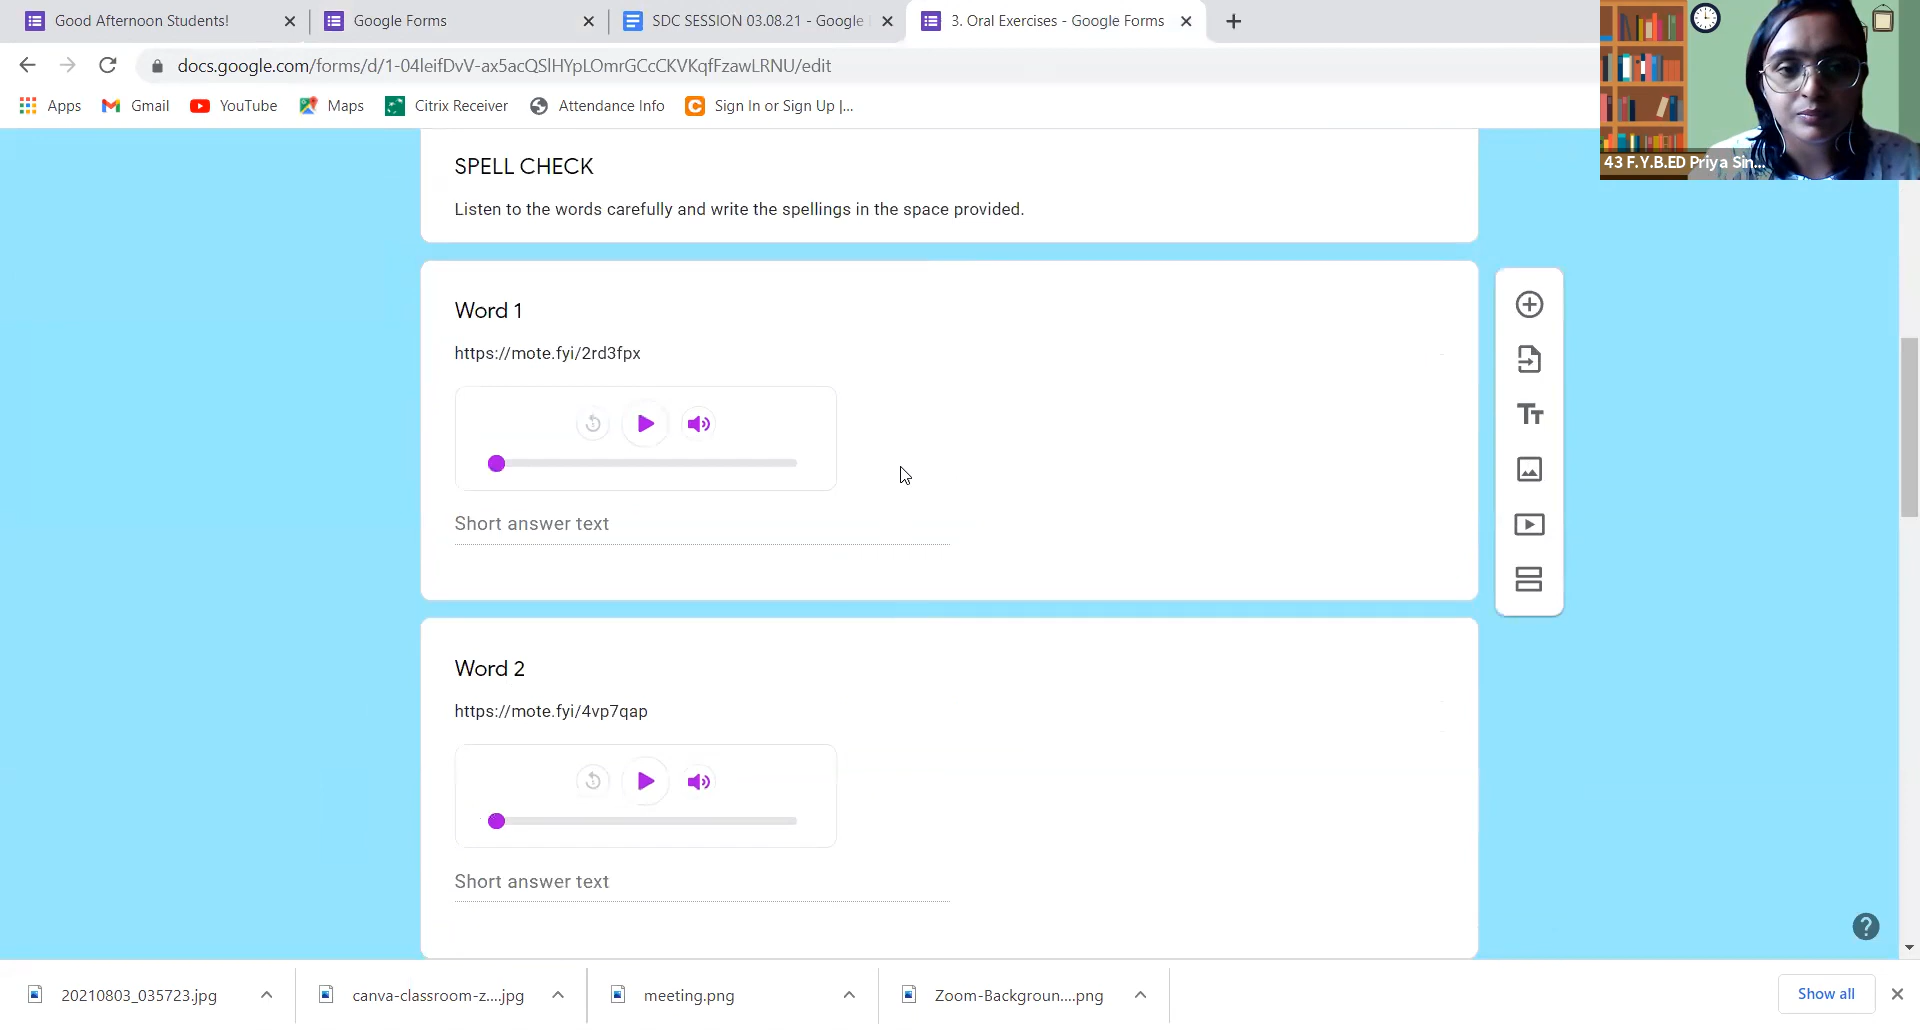 Good Afternoon Students!
Google Forms
SDC SESSION 03.08.21 - Google
3. Oral Exercises - Google Forms
docs.google.com/forms/d/1-04leifDvV-ax5acQSlHYpLOmrGCcCKVKqfFzawLRNU/edit
Apps
Gmail
YouTube
Maps
Citrix Receiver
Attendance Info
Sign In or Sign Up |...
43 F.Y.B.ED Priya Sin...
SPELL CHECK
Listen to the words carefully and write the spellings in the space provided.
Word 1
https://mote.fyi/2rd3fpx
Short answer text
Word 2
https://mote.fyi/4vp7qap
Short answer text
20210803_035723.jpg
canva-classroom-z....jpg
meeting.png
Zoom-Backgroun....png
Show all